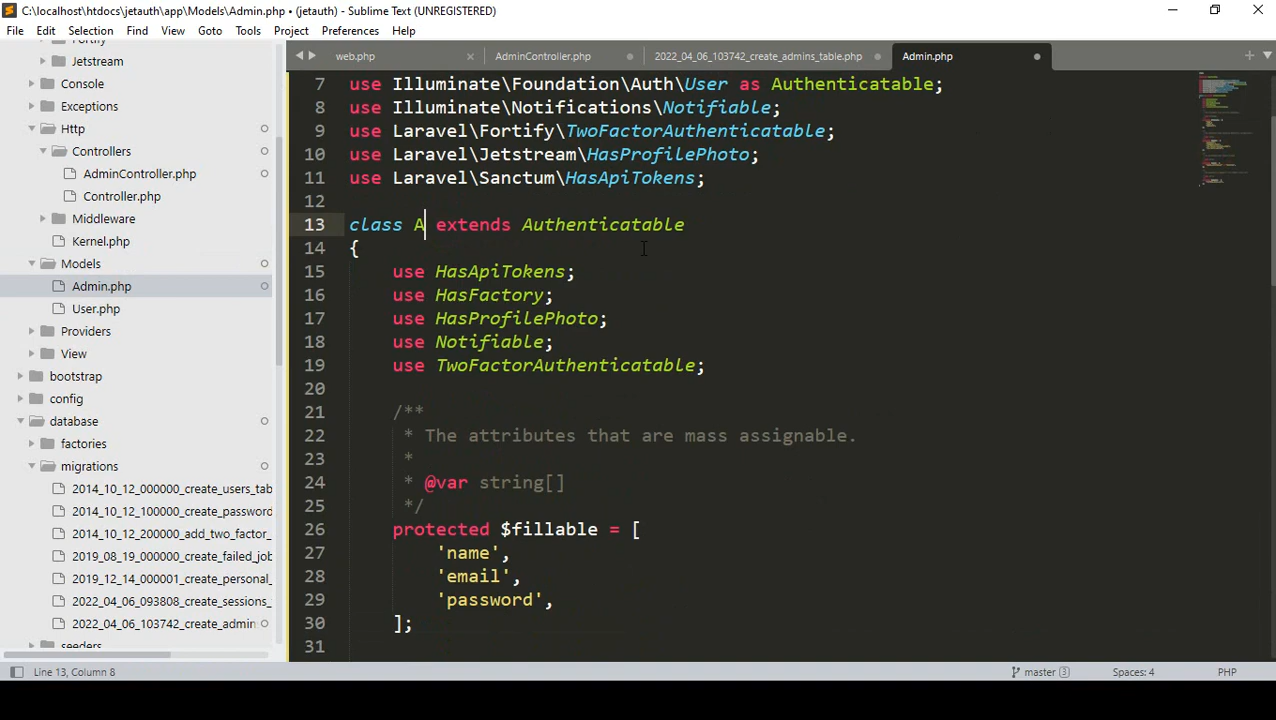 C:\localhost\htdocs\jetauth\app\Models\Admin.php • (jetauth) - Sublime Text (UNREGISTERED)
File Edit Selection Find View Goto Tools Project Preferences Help
web.php AdminController.php 2022_04_06_103742_create_admins_table.php Admin.php
Fortify
Jetstream
Console
Exceptions
Http
Controllers
AdminController.php
Controller.php
Middleware
Kernel.php
Models
Admin.php
User.php
Providers
View
bootstrap
config
database
factories
migrations
2014_10_12_000000_create_users_tab
2014_10_12_100000_create_password
2014_10_12_200000_add_two_factor_
2019_08_19_000000_create_failed_job
2019_12_14_000001_create_personal_
2022_04_06_093808_create_sessions_
2022_04_06_103742_create_admin
seeders
7 use Illuminate\Foundation\Auth\User as Authenticatable;
8 use Illuminate\Notifications\Notifiable;
9 use Laravel\Fortify\TwoFactorAuthenticatable;
10 use Laravel\Jetstream\HasProfilePhoto;
11 use Laravel\Sanctum\HasApiTokens;
12
13 class A extends Authenticatable
14 {
15 use HasApiTokens;
16 use HasFactory;
17 use HasProfilePhoto;
18 use Notifiable;
19 use TwoFactorAuthenticatable;
20
21 /**
22 * The attributes that are mass assignable.
23 *
24 * @var string[]
25 */
26 protected $fillable = [
27 'name',
28 'email',
29 'password',
30 ];
31
Line 13, Column 8 master 3 Spaces: 4 PHP